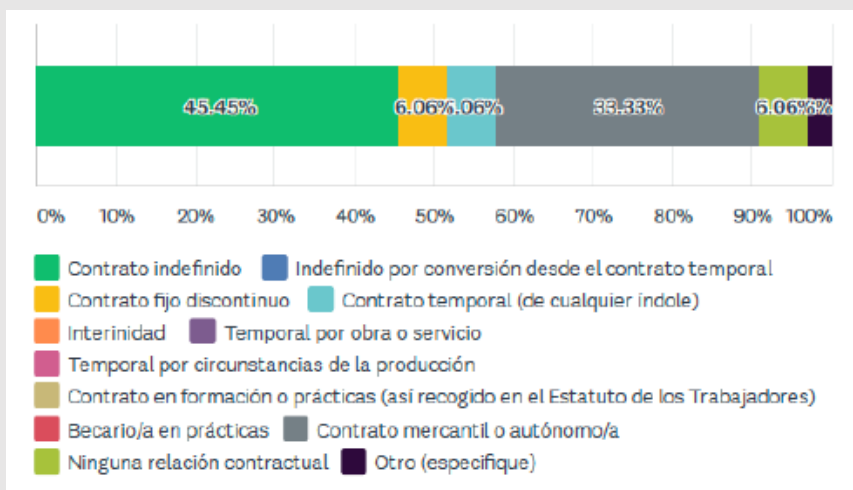 45.45% 6.06% .06% 33.33% 6.06% %
0% 10% 20% 30% 40% 50% 60% 70% 80% 90% 100%
Contrato indefinido Indefinido por conversión desde el contrato temporal
Contrato fijo discontinuo Contrato temporal (de cualquier índole)
Interinidad Temporal por obra o servicio
Temporal por circunstancias de la producción
Contrato en formación o prácticas (así recogido en el Estatuto de los Trabajadores)
Becario/a en prácticas Contrato mercantil o autónomo/a
Ninguna relación contractual Otro (especifique)